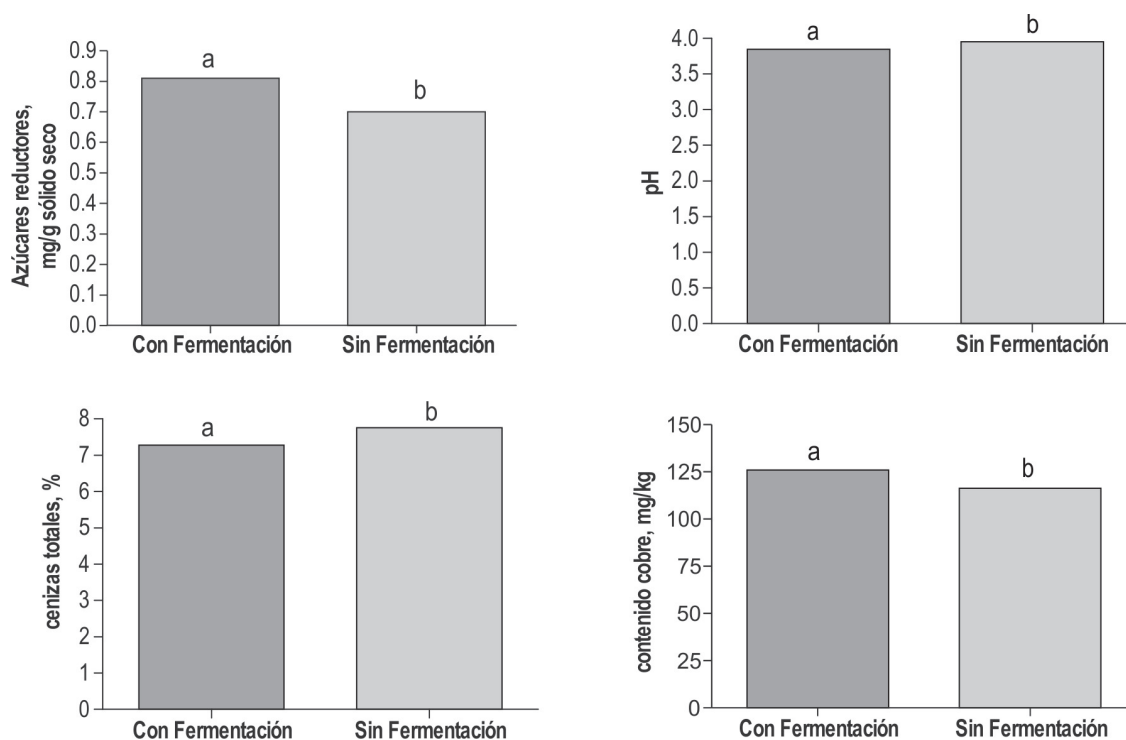 0.9
0.8
0.7
0.6
0.5
0.4
0.3
0.2
0.1
0.0
Azúcares reductores,
mg/g sólido seco
a
b
Con Fermentación
Sin Fermentación
4.0
3.5
3.0
2.5
2.0
1.5
1.0
0.5
0.0
pH
a
b
Con Fermentación
Sin Fermentación
8
7
6
5
4
3
2
1
0
cenizas totales, %
a
b
Con Fermentación
Sin Fermentación
150
125
100
75
50
25
0
contenido cobre, mg/kg
a
b
Con Fermentación
Sin Fermentación